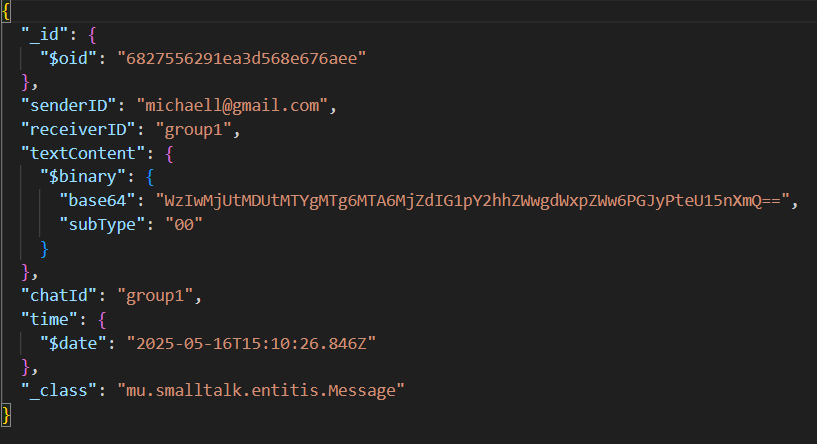 {
"_id": {
"$oid": "6827556291ea3d568e676aee"
},
"senderID": "michaell@gmail.com",
"receiverID": "group1",
"textContent": {
"$binary": {
"base64": "WzIwMjUtMDUtMTYgMTg6MTA6MjZdIG1pY2hhZWwgdWxpZWw6PGJyPteU15nXmQ==",
"subType": "00"
}
},
"chatId": "group1",
"time": {
"$date": "2025-05-16T15:10:26.846Z"
},
"_class": "mu.smalltalk.entitis.Message"
}